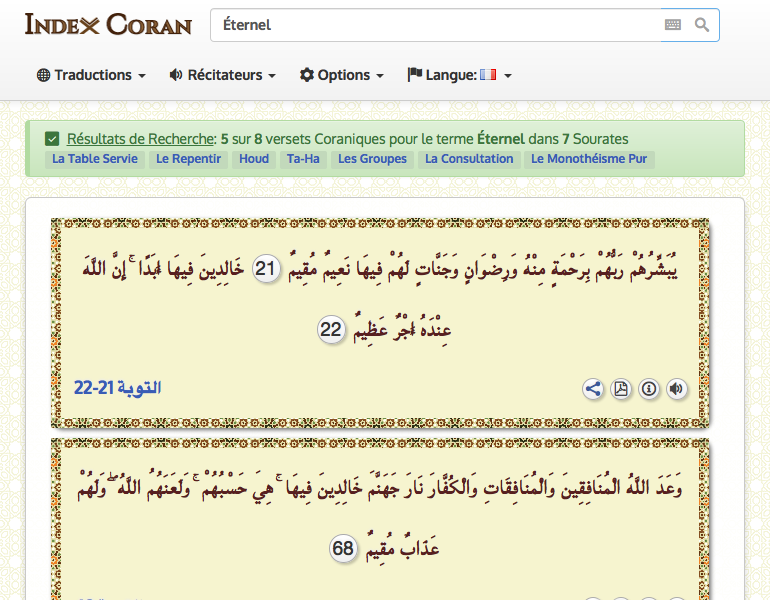 INDEX CORAN
Éternel
Traductions
Récitateurs
Options
Langue:
Résultats de Recherche: 5 sur 8 versets Coraniques pour le terme Éternel dans 7 Sourates
La Table Servie Le Repentir Houd Ta-Ha Les Groupes La Consultation Le Monothéisme Pur
يُبَشِّرُهُمْ رَبُّهُمْ بِرَحْمَةٍ مِنْهُ وَرِضْوَانٍ وَجَنَّاتٍ لَهُمْ فِيهَا نَعِيمٌ مُقِيمٌ 21 خَالِدِينَ فِيهَا أَبَدًا ۚ إِنَّ اللَّهَ
عِنْدَهُ أَجْرٌ عَظِيمٌ 22
التوبة 21-22
وَعَدَ اللَّهُ الْمُنَافِقِينَ وَالْمُنَافِقَاتِ وَالْكُفَّارَ نَارَ جَهَنَّمَ خَالِدِينَ فِيهَا ۚ هِيَ حَسْبُهُمْ ۚ وَلَعَنَهُمُ اللَّهُ ۖ وَلَهُمْ
عَذَابٌ مُقِيمٌ 68